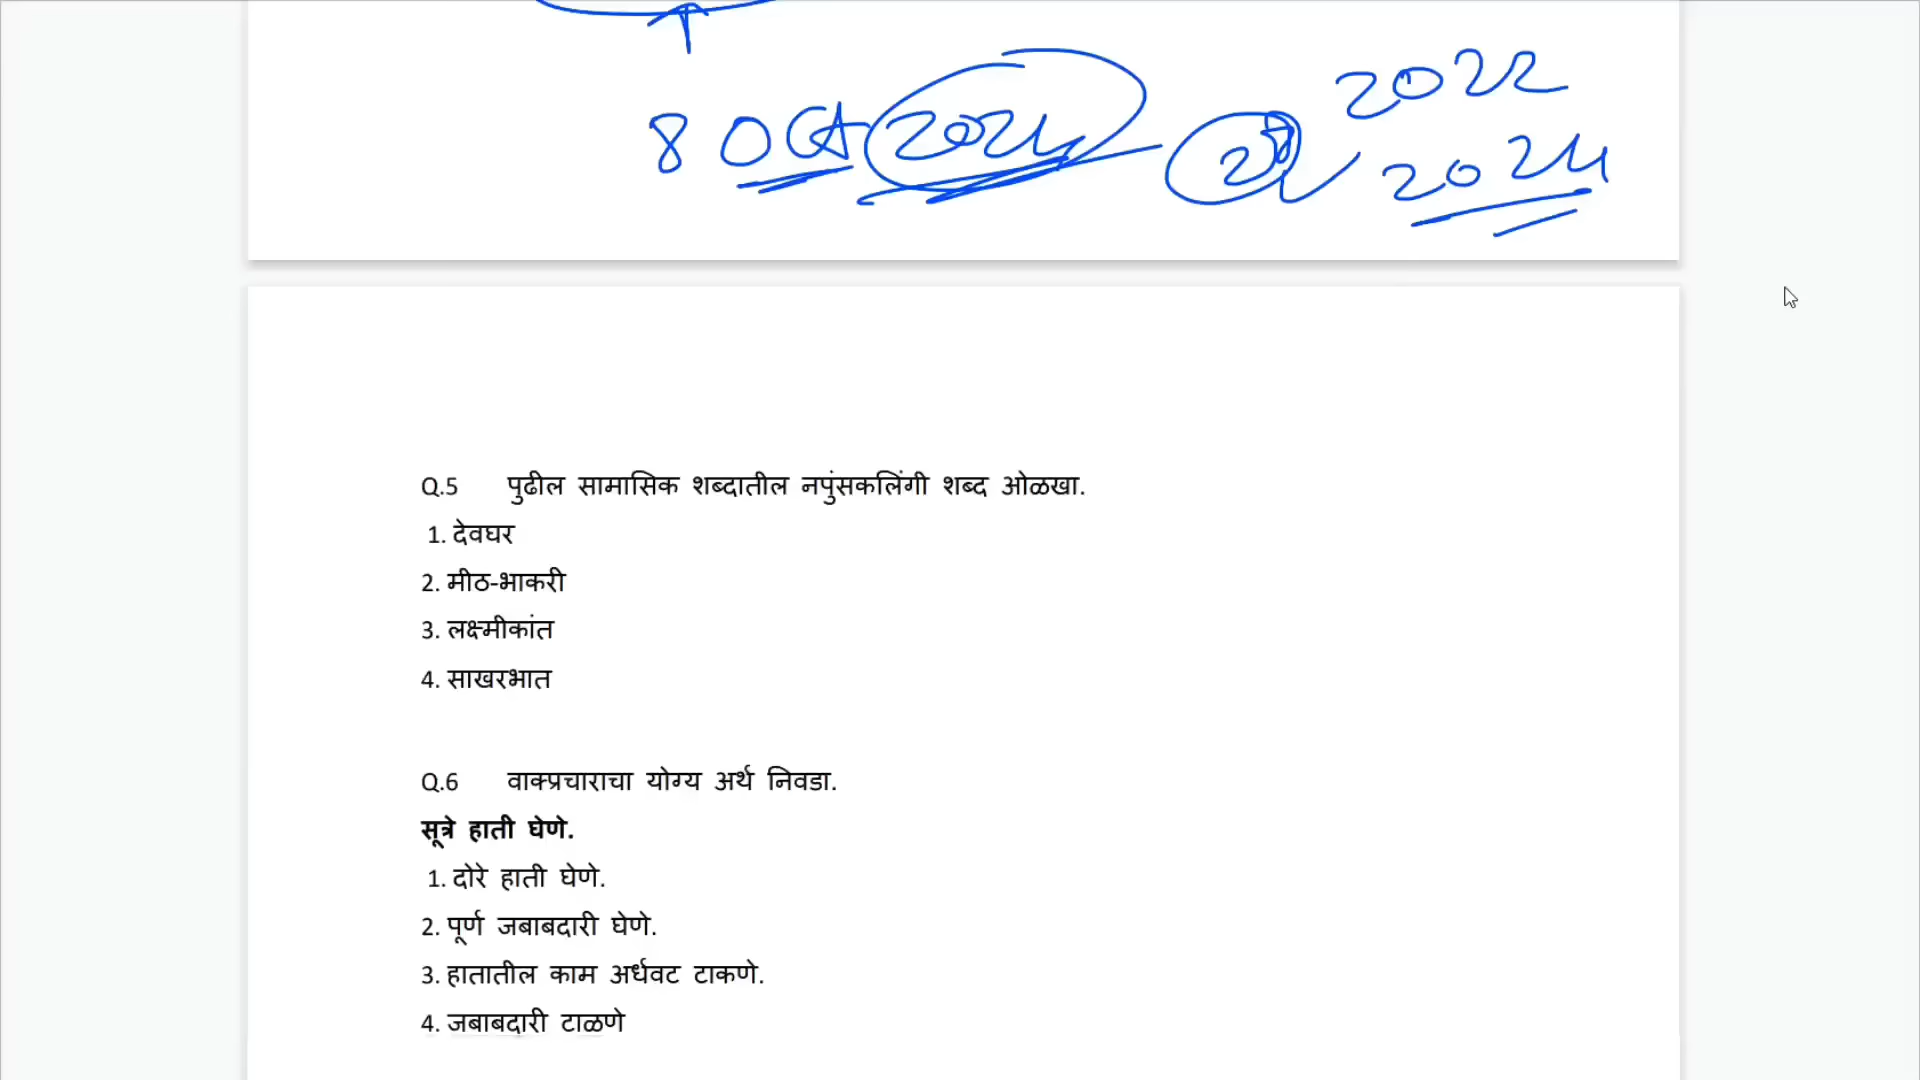 2022
8 Oct 2024
2024
Q.5 पुढील सामासिक शब्दातील नपुंसकलिंगी शब्द ओळखा.
1. देवघर
2. मीठ-भाकरी
3. लक्ष्मीकांत
4. साखरभात
Q.6 वाक्प्रचाराचा योग्य अर्थ निवडा.
सूत्रे हाती घेणे.
1. दोरे हाती घेणे.
2. पूर्ण जबाबदारी घेणे.
3. हातातील काम अर्धवट टाकणे.
4. जबाबदारी टाळणे